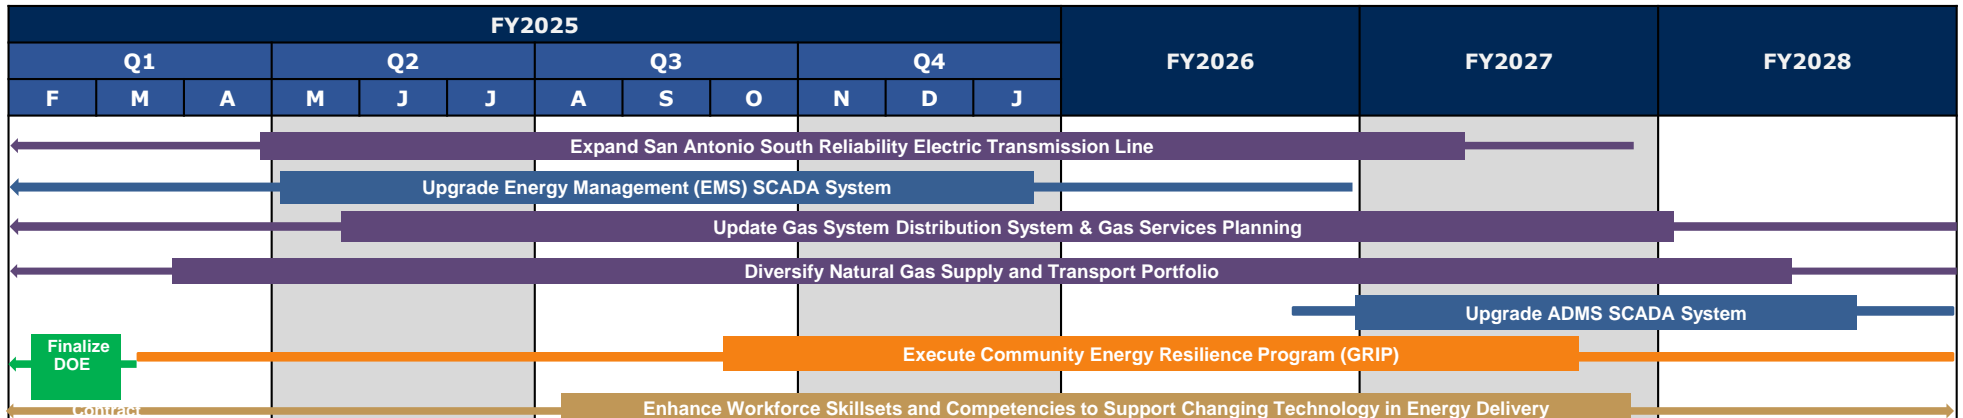 FY2025
FY2026
FY2027
FY2028
Q1
Q2
Q3
Q4
F
M
A
M
J
J
A
S
O
N
D
J
Expand San Antonio South Reliability Electric Transmission Line
Upgrade Energy Management (EMS) SCADA System
Update Gas System Distribution System & Gas Services Planning
Diversify Natural Gas Supply and Transport Portfolio
Upgrade ADMS SCADA System
Finalize
DOE
Contract
Execute Community Energy Resilience Program (GRIP)
Enhance Workforce Skillsets and Competencies to Support Changing Technology in Energy Delivery